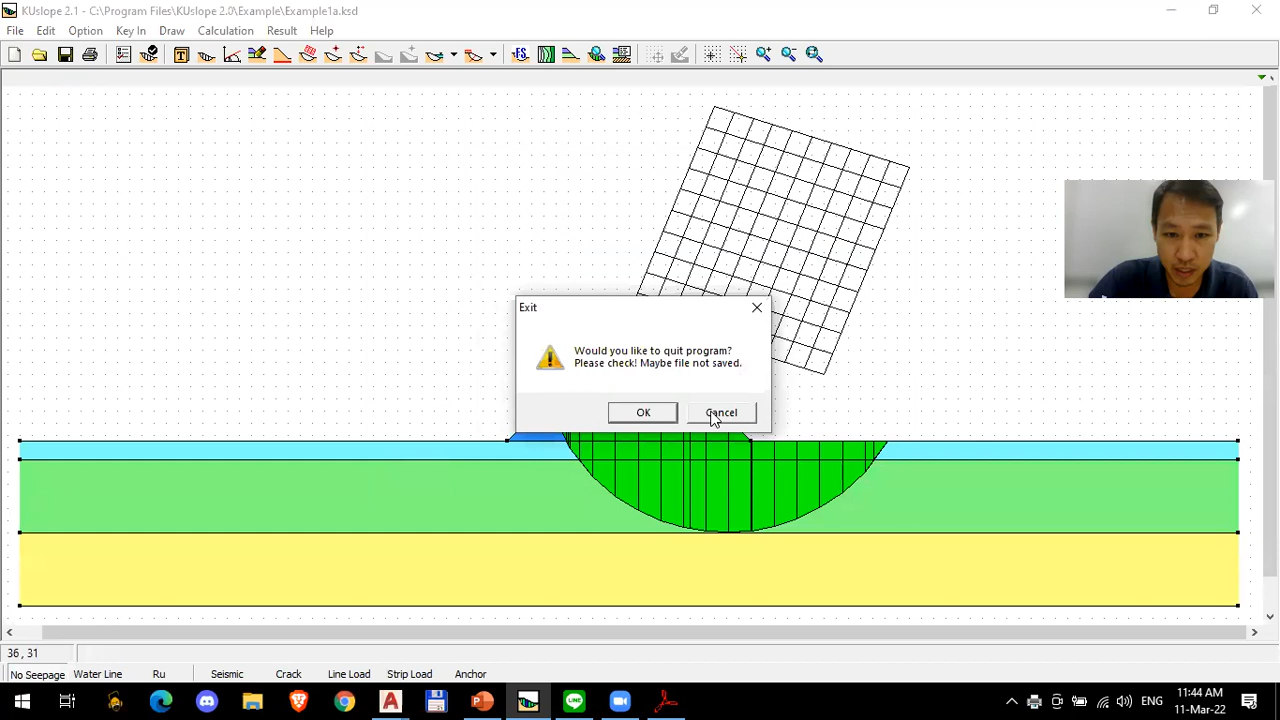 KUslope 2.1 - C:\Program Files\KUslope 2.0\Example\Example1a.ksd
File Edit Option Key In Draw Calculation Result Help
T FS
Exit
Would you like to quit program?
Please check! Maybe file not saved.
OK Cancel
36 , 31
No Seepage Water Line Ru Seismic Crack Line Load Strip Load Anchor
A P LINE ENG 11:44 AM
11-Mar-22